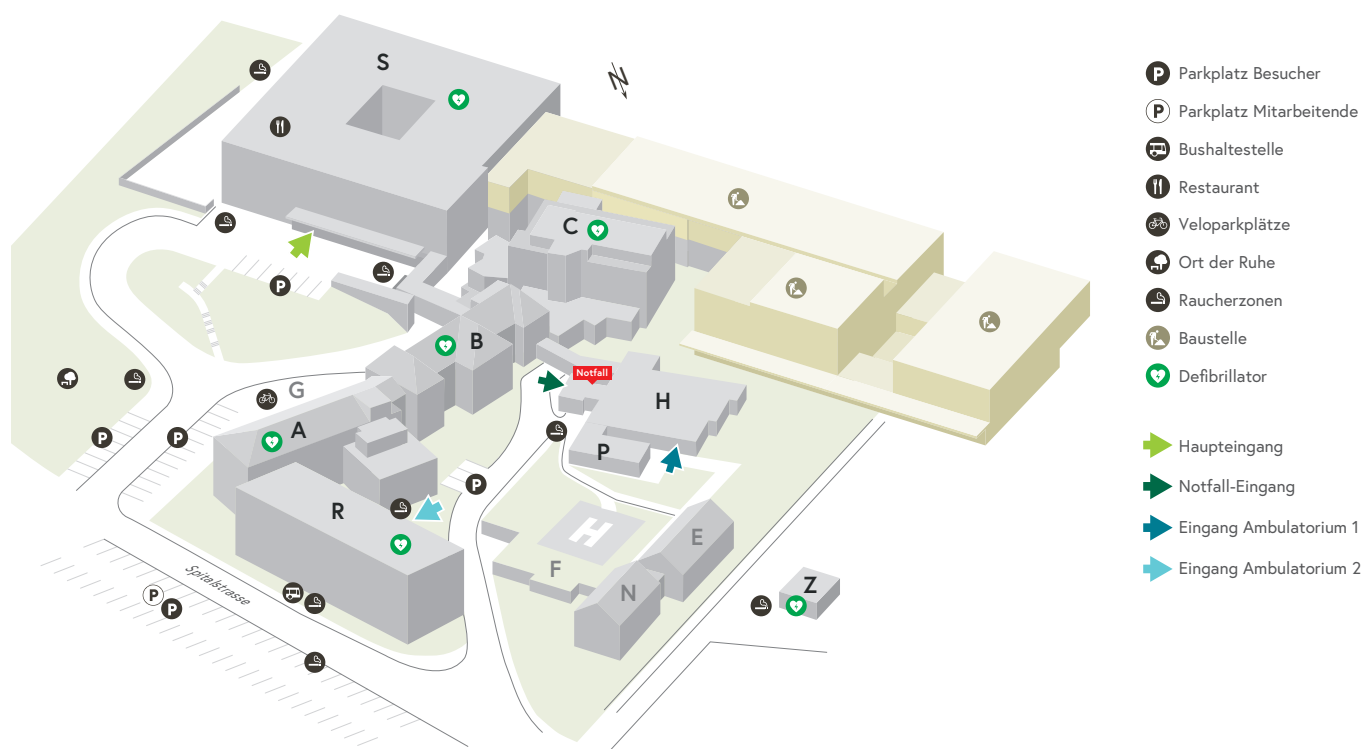 S
N
C
B
Notfall
G
A
H
P
R
H
E
F
N
Z
Spitalstrasse
P
P
P
P
P
P
P
Parkplatz Besucher
P
Parkplatz Mitarbeitende
Bushaltestelle
Restaurant
Veloparkplätze
Ort der Ruhe
Raucherzonen
Baustelle
Defibrillator
Haupteingang
Notfall-Eingang
Eingang Ambulatorium 1
Eingang Ambulatorium 2